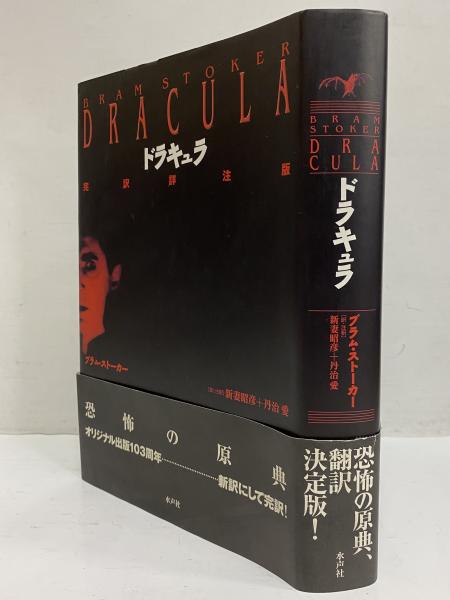 BRAM STOKER
DRACULA
ドラキュラ
完訳詳注版
ブラム・ストーカー
新妻昭彦+丹治愛
恐怖の原典
オリジナル出版103周年
新訳にして完訳!
水声社
BRAM
STOKER
DRA
CULA
ドラキュラ
ブラム・ストーカー
新妻昭彦+丹治愛
恐怖の原典、
翻訳
決定版!
水声社